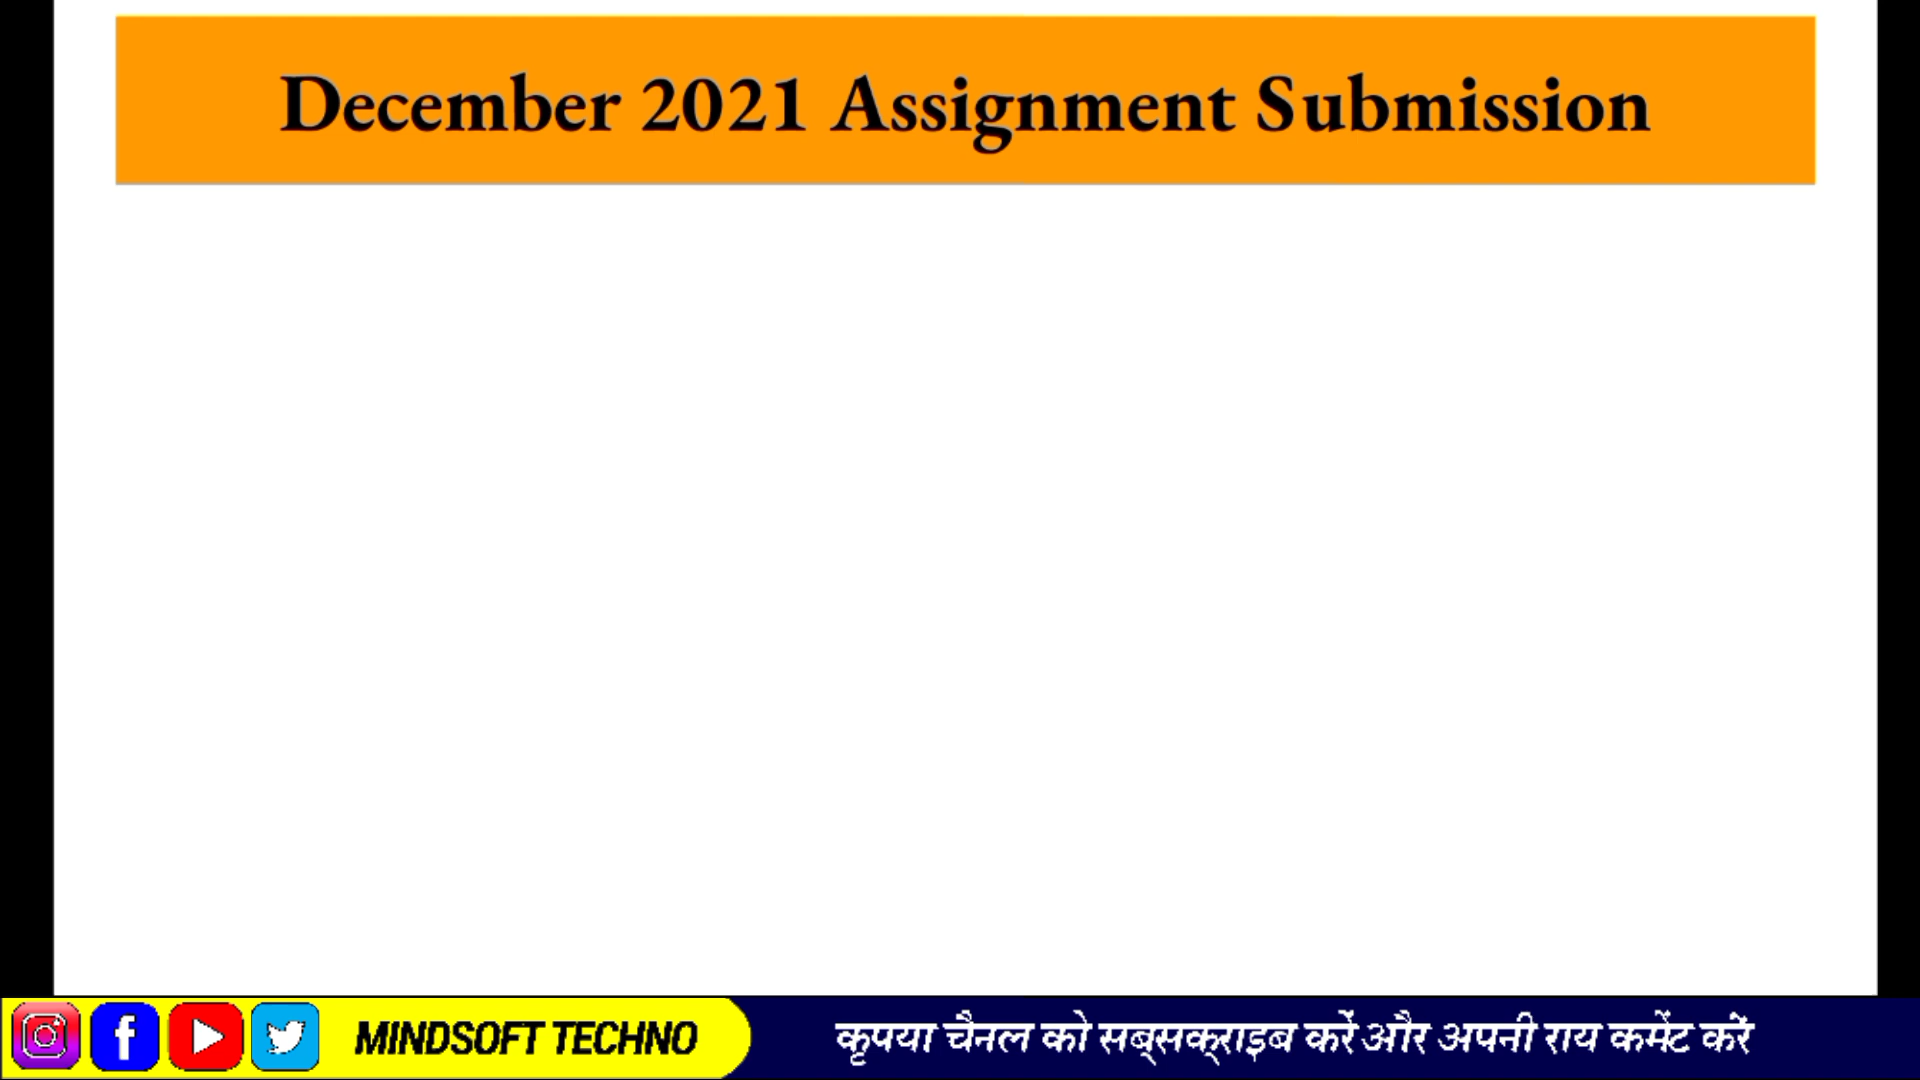 December 2021 Assignment Submission
MINDSOFT TECHNO
कृपया चैनल को सब्सक्राइब करें और अपनी राय कमेंट करें